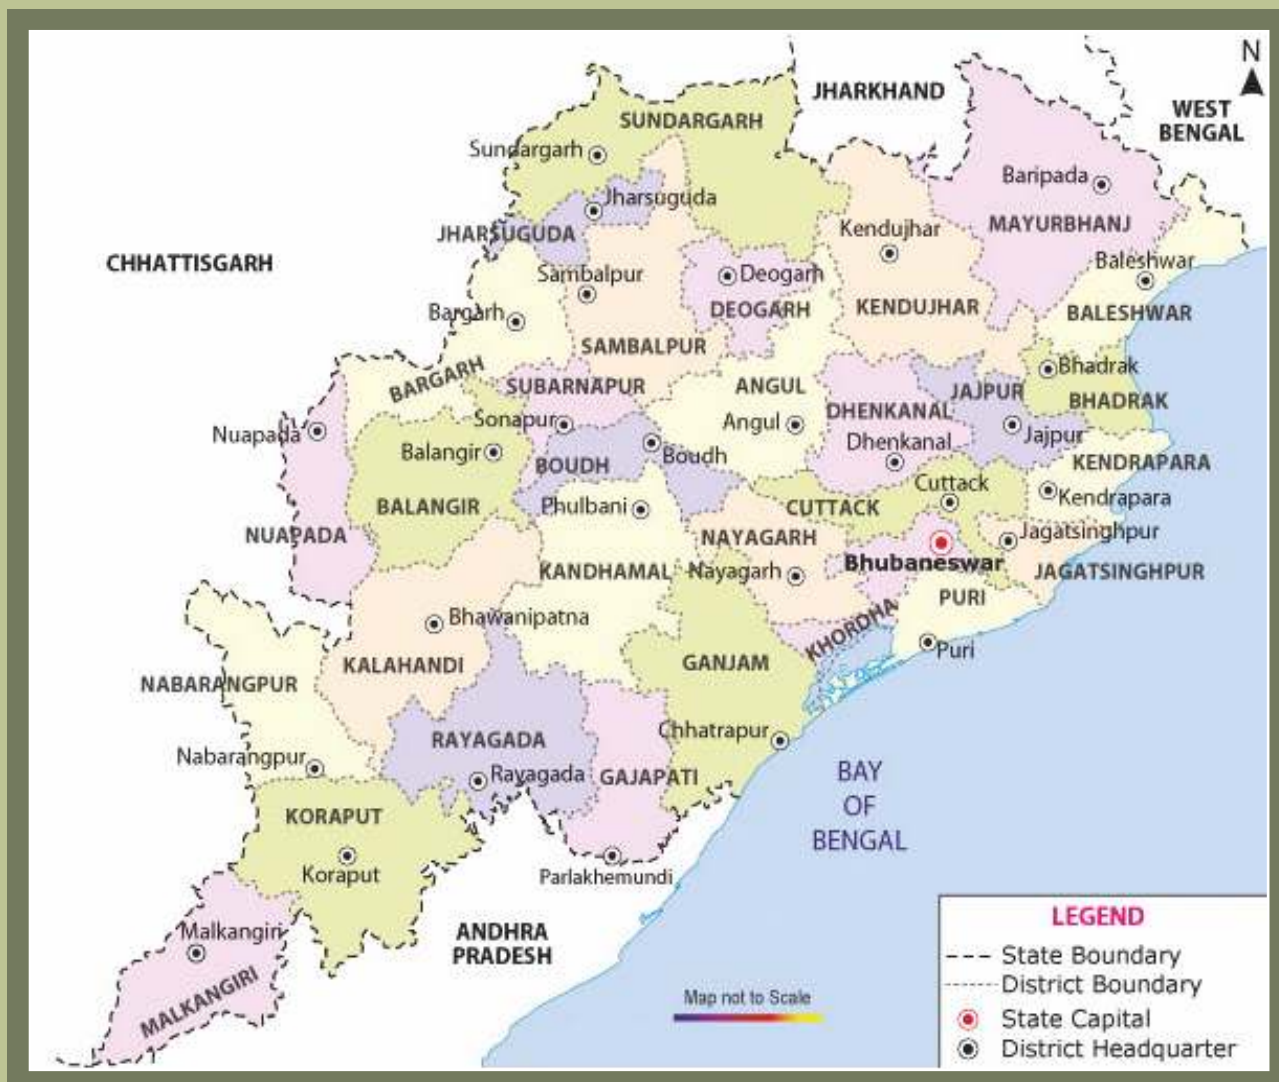 N
JHARKHAND
WEST
BENGAL
SUNDARGARH
Sundargarh
Baripada
Jharsuguda
MAYURBHANJ
JHARSUGUDA
Kendujhar
CHHATTISGARH
Sambalpur
Deogarh
Baleshwar
Bargarh
DEOGARH
KENDUJHAR
BALESHWAR
SAMBALPUR
Bhadrak
BARGARH
SUBARNAPUR
ANGUL
JAJPUR
BHADRAK
Nuapada
Sonapur
Angul
DHENKANAL
Jajpur
Balangir
BOUDH
Boudh
Dhenkanal
KENDRAPARA
BALANGIR
Phulbani
CUTTACK
Cuttack
Kendrapara
NUAPADA
NAYAGARH
Jagatsinghpur
KANDHAMAL
Nayagarh
Bhubaneswar
JAGATSINGHPUR
PURI
Bhawanipatna
KHORDHA
KALAHANDI
GANJAM
Puri
NABARANGPUR
RAYAGADA
Chhatrapur
Nabarangpur
Rayagada
GAJAPATI
BAY
OF
BENGAL
KORAPUT
Koraput
Parlakhemundi
Malkangiri
ANDHRA
PRADESH
MALKANGIRI
Map not to Scale
LEGEND
State Boundary
District Boundary
State Capital
District Headquarter